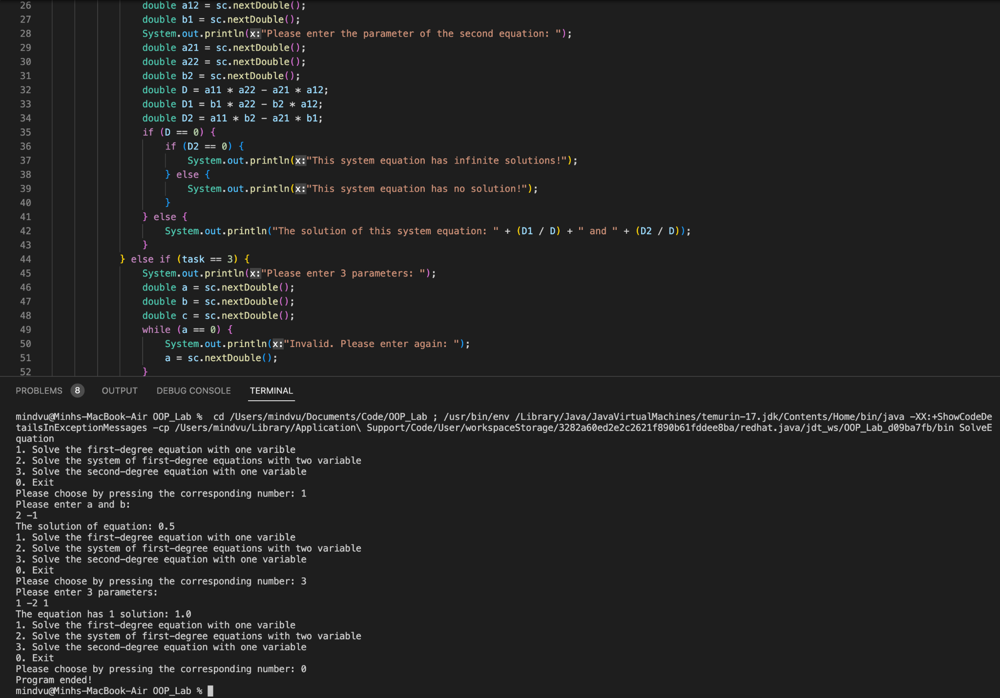 26 double a12 = sc.nextDouble();
27 double b1 = sc.nextDouble();
28 System.out.println(x:"Please enter the parameter of the second equation: ");
29 double a21 = sc.nextDouble();
30 double a22 = sc.nextDouble();
31 double b2 = sc.nextDouble();
32 double D = a11 * a22 - a21 * a12;
33 double D1 = b1 * a22 - b2 * a12;
34 double D2 = a11 * b2 - a21 * b1;
35 if (D == 0) {
36 if (D2 == 0) {
37 System.out.println(x:"This system equation has infinite solutions!");
38 } else {
39 System.out.println(x:"This system equation has no solution!");
40 }
41 } else {
42 System.out.println("The solution of this system equation: " + (D1 / D) + " and " + (D2 / D));
43 }
44 } else if (task == 3) {
45 System.out.println(x:"Please enter 3 parameters: ");
46 double a = sc.nextDouble();
47 double b = sc.nextDouble();
48 double c = sc.nextDouble();
49 while (a == 0) {
50 System.out.println(x:"Invalid. Please enter again: ");
51 a = sc.nextDouble();
52 }
PROBLEMS 8 OUTPUT DEBUG CONSOLE TERMINAL
mindvu@Minhs-MacBook-Air OOP_Lab %  cd /Users/mindvu/Documents/Code/OOP_Lab ; /usr/bin/env /Library/Java/JavaVirtualMachines/temurin-17.jdk/Contents/Home/bin/java -XX:+ShowCodeDe
tailsInExceptionMessages -cp /Users/mindvu/Library/Application\ Support/Code/User/workspaceStorage/3282a60ed2e2c2621f890b61fddee8ba/redhat.java/jdt_ws/OOP_Lab_d09ba7fb/bin SolveE
quation
1. Solve the first-degree equation with one varible
2. Solve the system of first-degree equations with two variable
3. Solve the second-degree equation with one variable
0. Exit
Please choose by pressing the corresponding number: 1
Please enter a and b:
2 -1
The solution of equation: 0.5
1. Solve the first-degree equation with one varible
2. Solve the system of first-degree equations with two variable
3. Solve the second-degree equation with one variable
0. Exit
Please choose by pressing the corresponding number: 3
Please enter 3 parameters:
1 -2 1
The equation has 1 solution: 1.0
1. Solve the first-degree equation with one varible
2. Solve the system of first-degree equations with two variable
3. Solve the second-degree equation with one variable
0. Exit
Please choose by pressing the corresponding number: 0
Program ended!
mindvu@Minhs-MacBook-Air OOP_Lab %